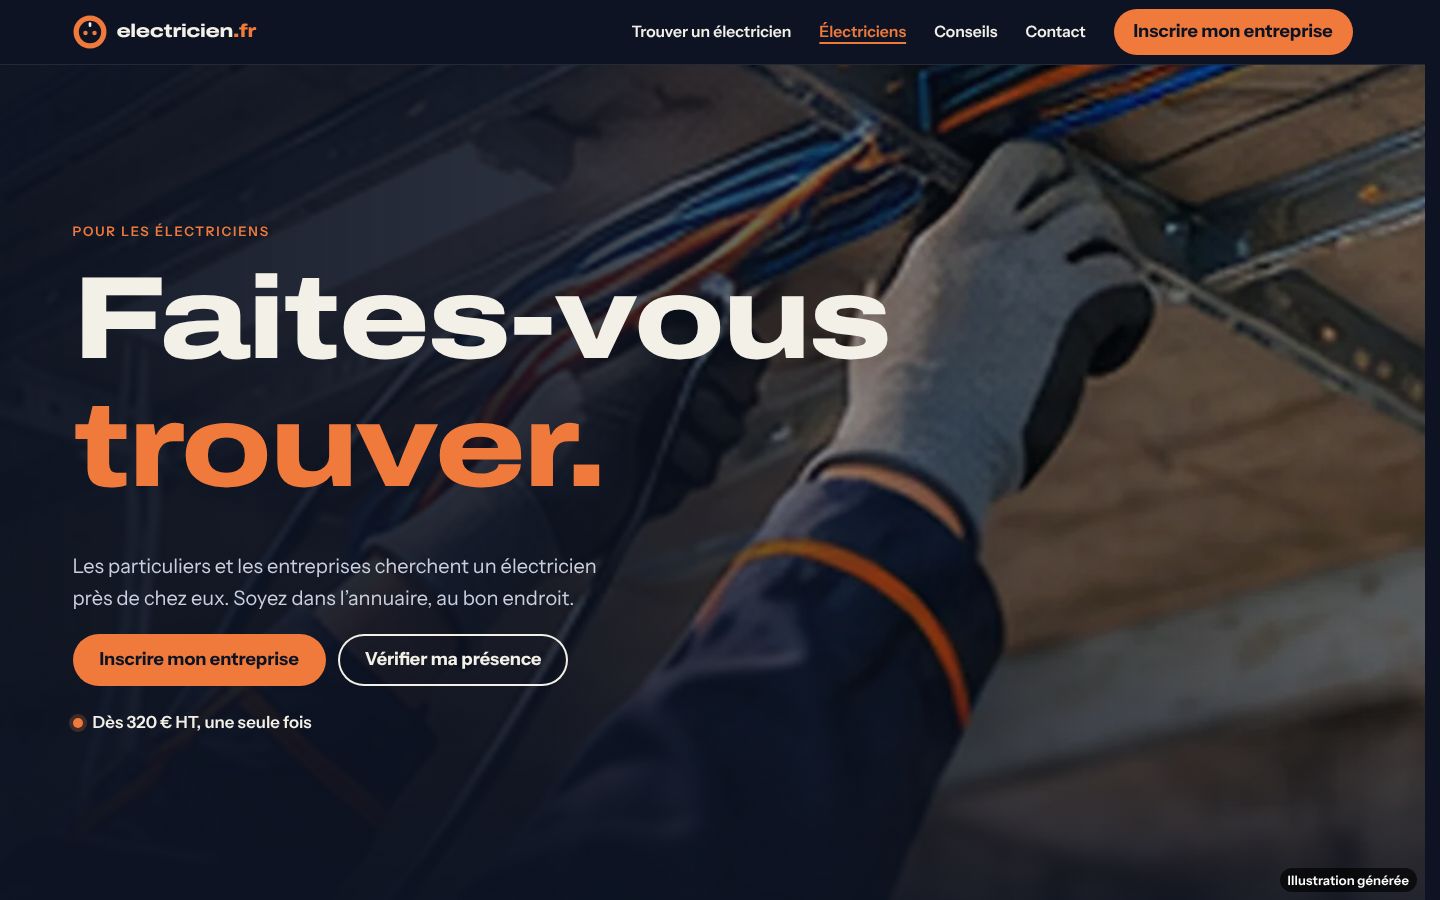 electricien.fr
Trouver un électricien
Électriciens
Conseils
Contact
Inscrire mon entreprise
POUR LES ÉLECTRICIENS
Faites-vous
trouver.
Les particuliers et les entreprises cherchent un électricien
près de chez eux. Soyez dans l’annuaire, au bon endroit.
Inscrire mon entreprise
Vérifier ma présence
Dès 320 € HT, une seule fois
Illustration générée